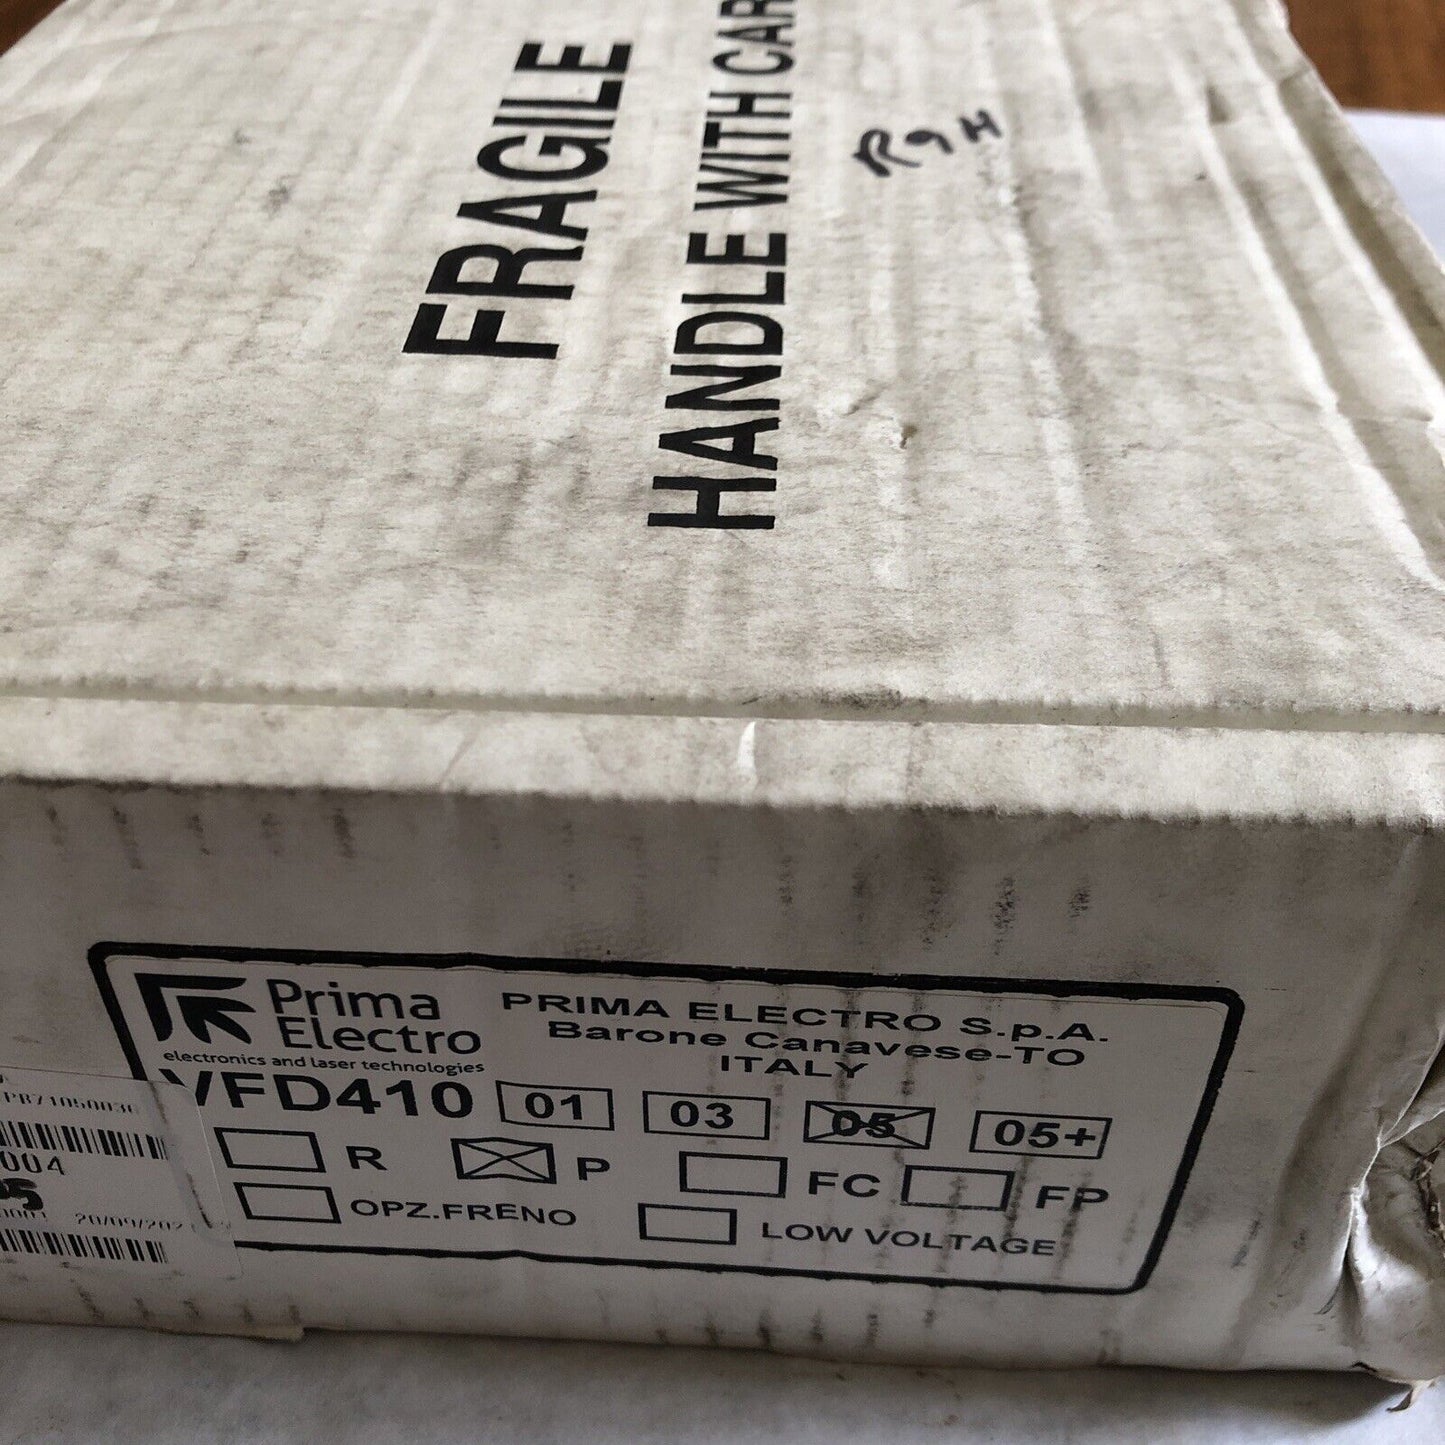 FRAGILE
HANDLE WITH CAR
R9H
Prima
Electro
electronics and laser technologies
PRIMA ELECTRO S.p.A.
Barone Canavese-TO
ITALY
VFD410 01 03 05 05+
R P FC FP
OPZ.FRENO LOW VOLTAGE
004